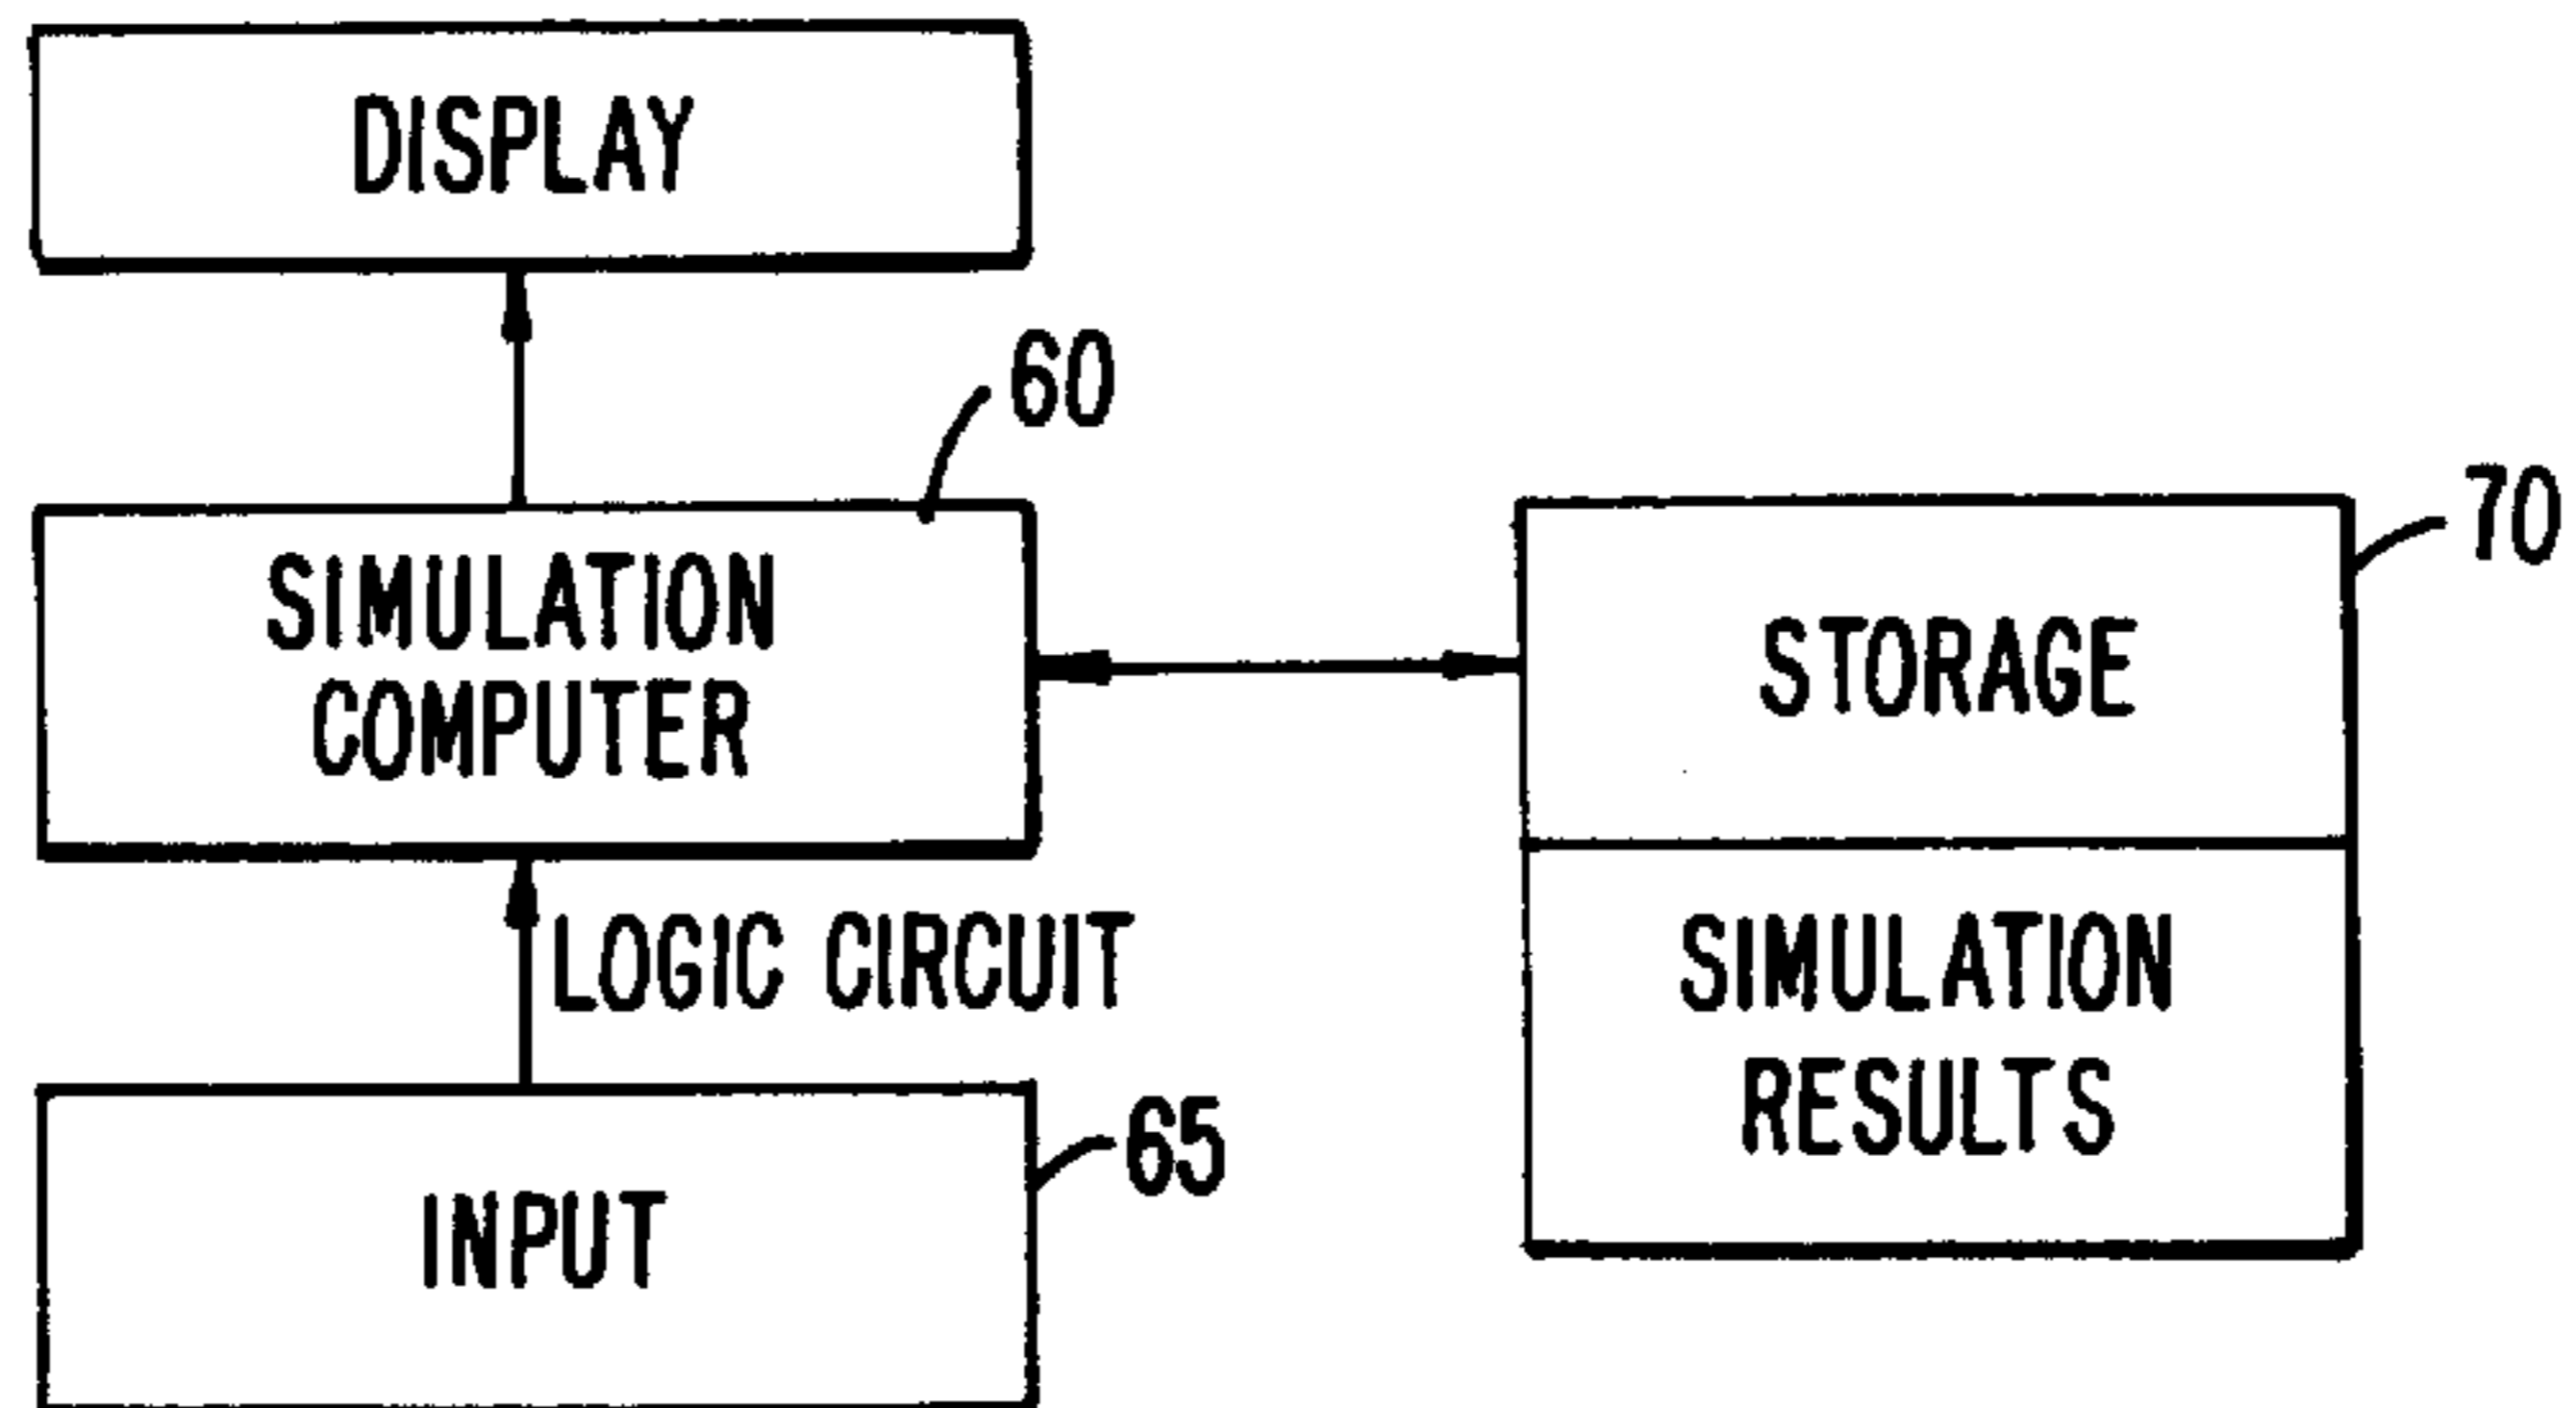 DISPLAY
60
SIMULATION
COMPUTER
70
STORAGE
LOGIC CIRCUIT
SIMULATION
RESULTS
65
INPUT